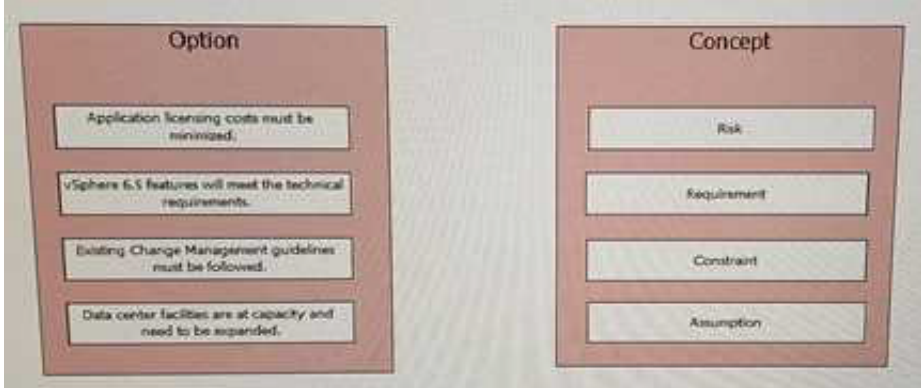 Option
Application licensing costs must be
minimized.
vSphere 6.5 features will meet the technical
requirements.
Existing Change Management guidelines
must be followed.
Data center facilities are at capacity and
need to be expanded.
Concept
Risk
Requirement
Constraint
Assumption